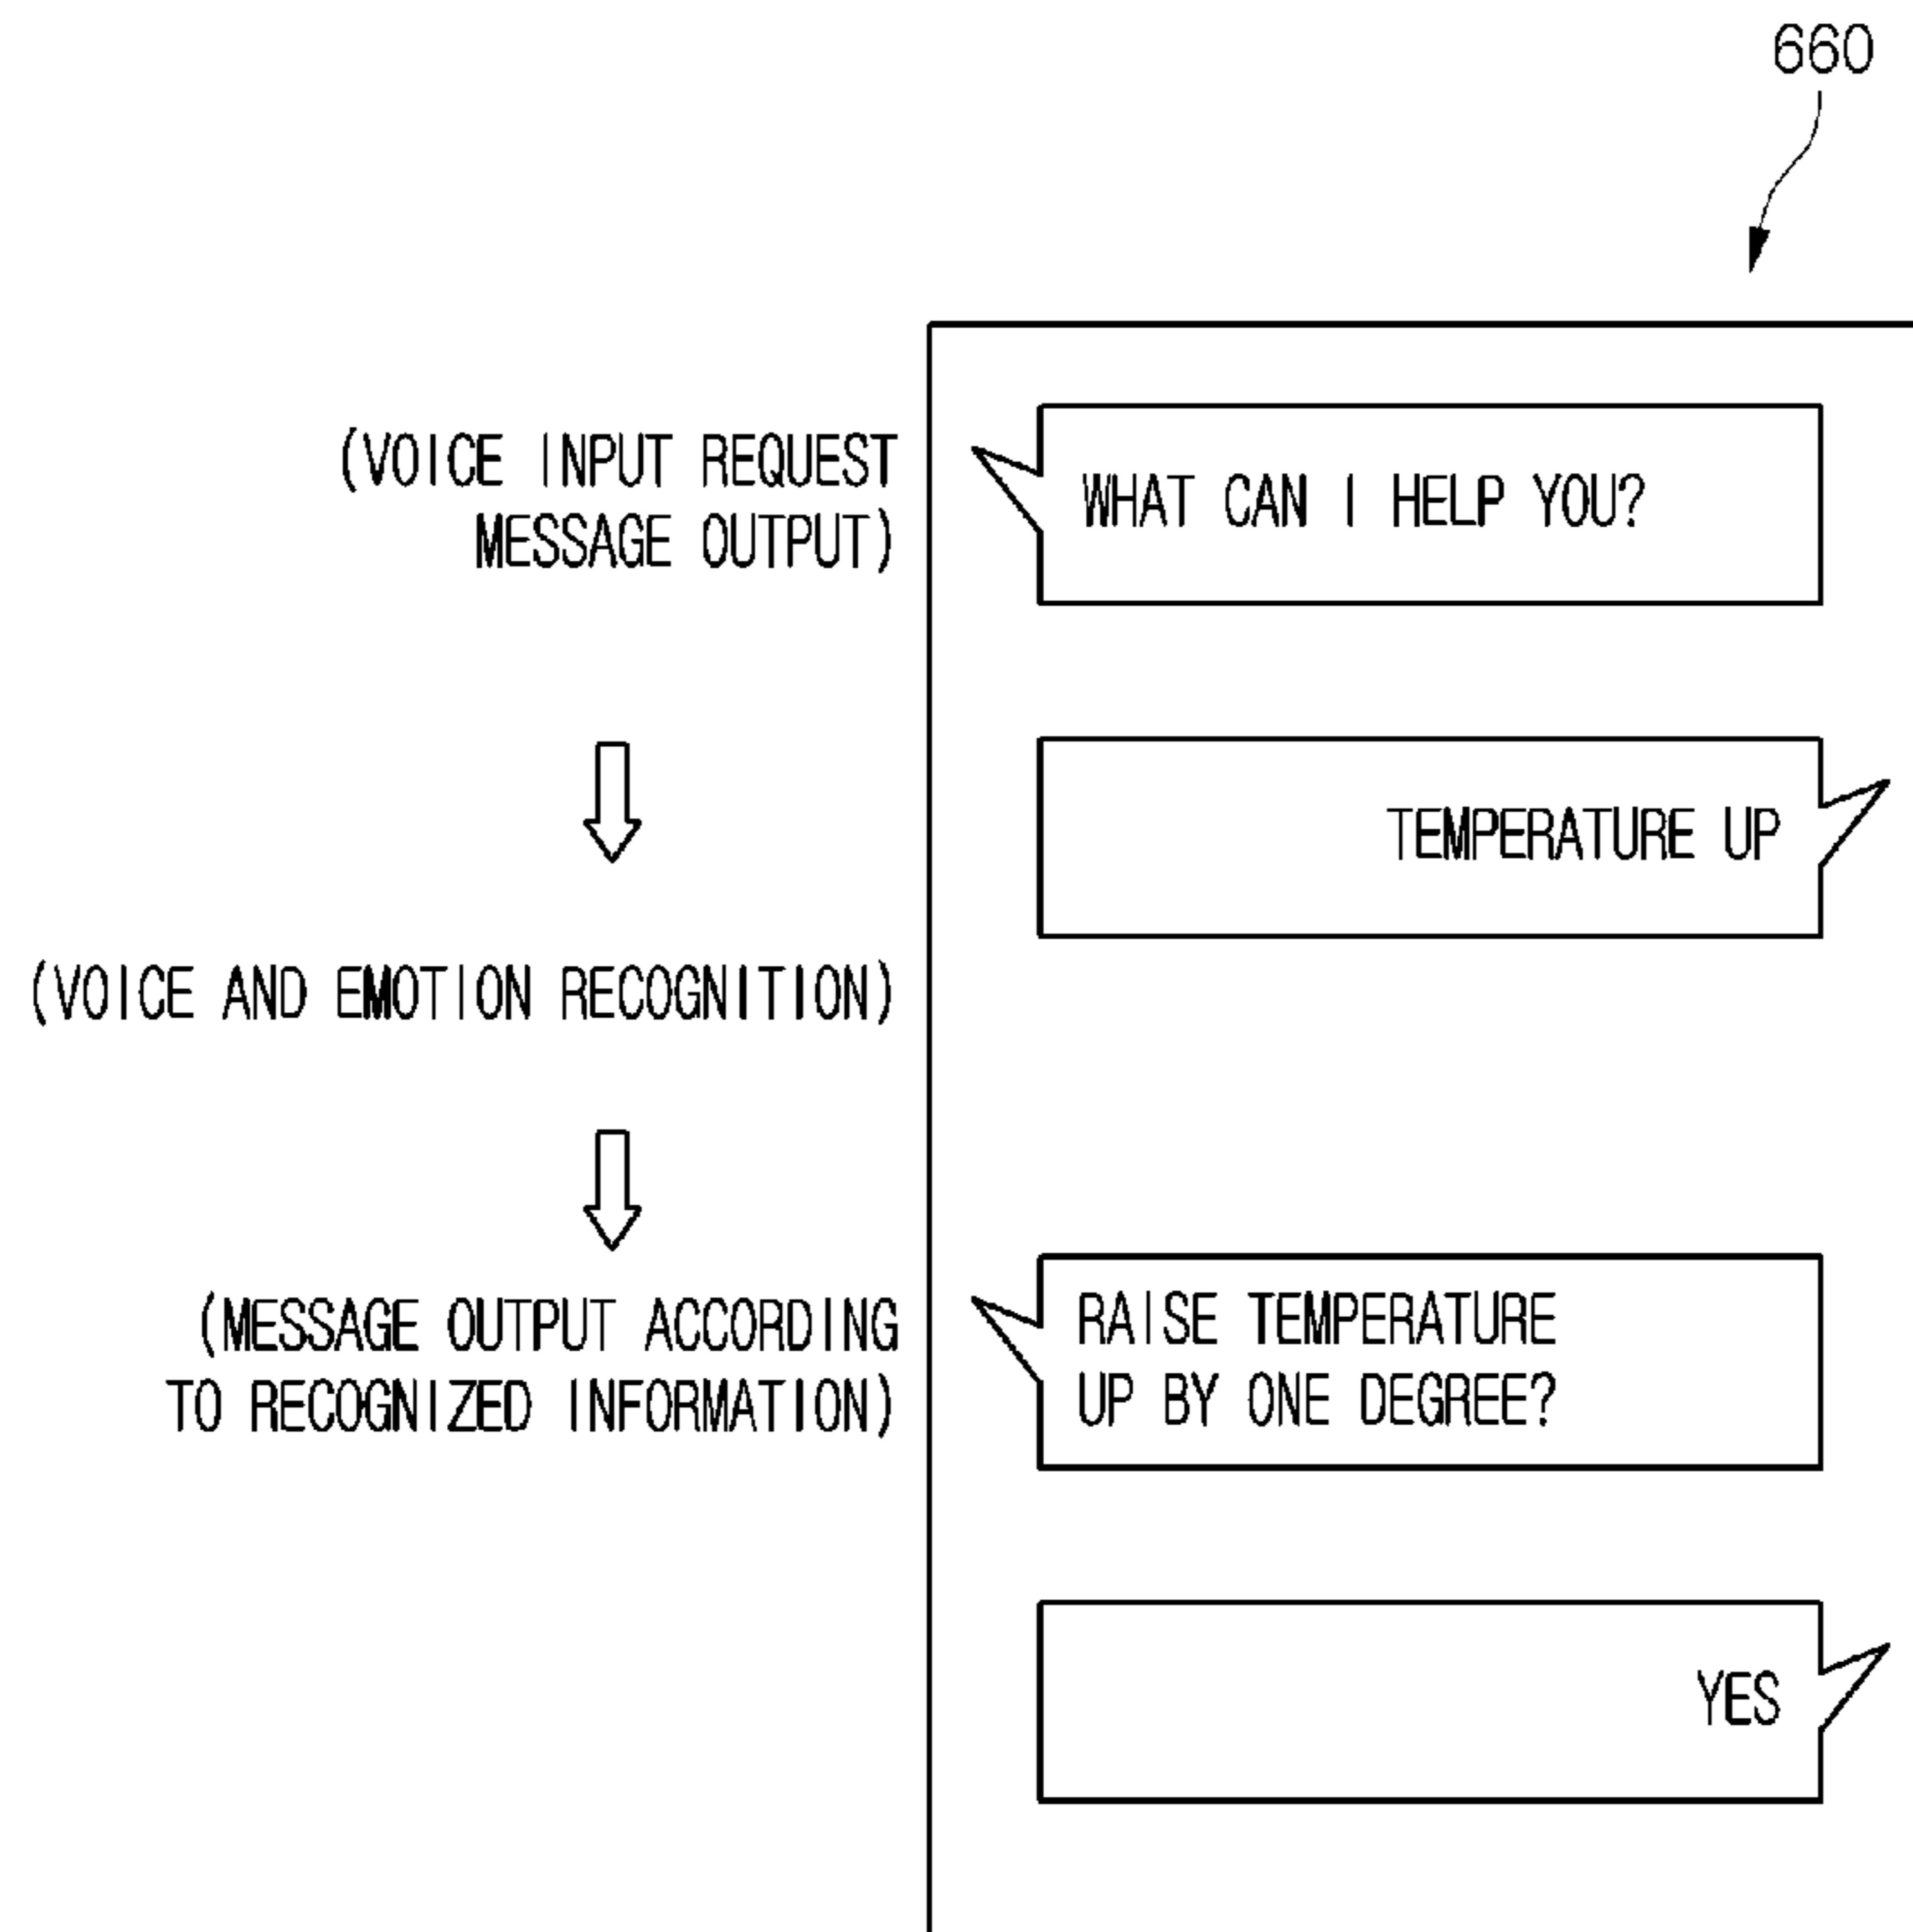 660
(VOICE INPUT REQUEST
MESSAGE OUTPUT)
WHAT CAN I HELP YOU?
TEMPERATURE UP
(VOICE AND EMOTION RECOGNITION)
(MESSAGE OUTPUT ACCORDING
TO RECOGNIZED INFORMATION)
RAISE TEMPERATURE
UP BY ONE DEGREE?
YES